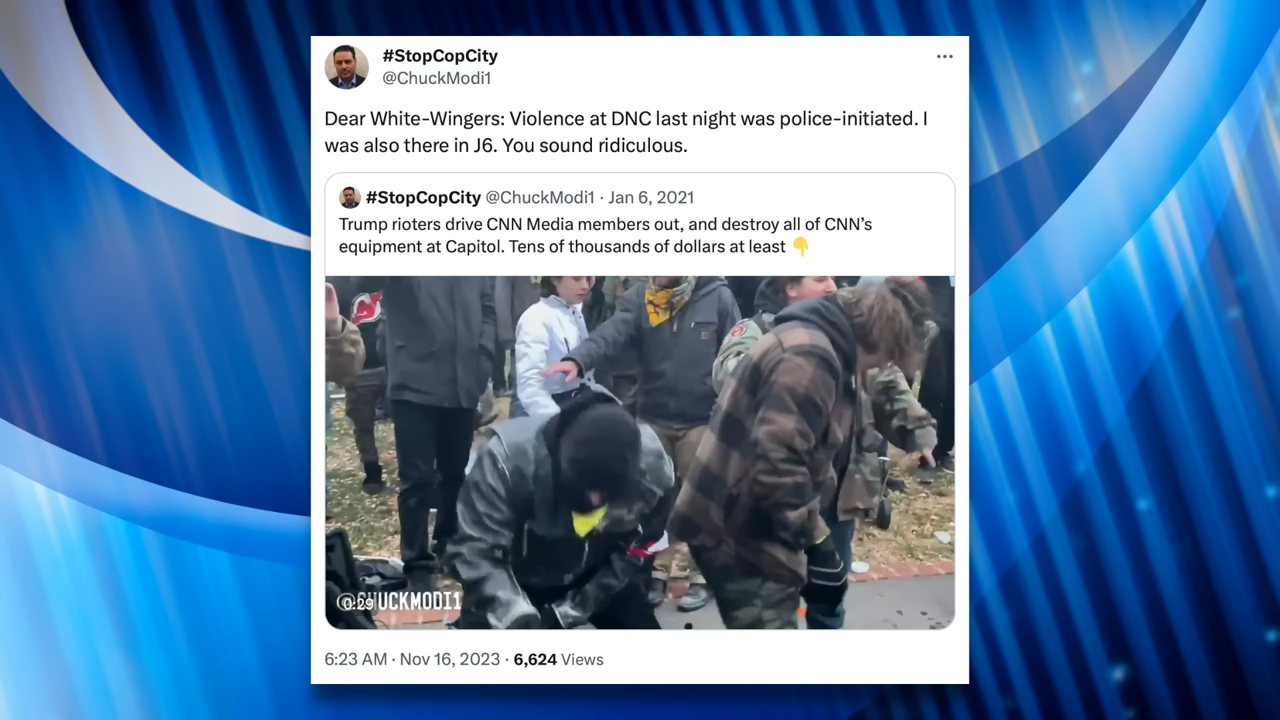 #StopCopCity
@ChuckModi1
Dear White-Wingers: Violence at DNC last night was police-initiated. I
was also there in J6. You sound ridiculous.
#StopCopCity @ChuckModi1 · Jan 6, 2021
Trump rioters drive CNN Media members out, and destroy all of CNN’s
equipment at Capitol. Tens of thousands of dollars at least 👇
@CHUCKMODI1
0:29
6:23 AM · Nov 16, 2023 · 6,624 Views